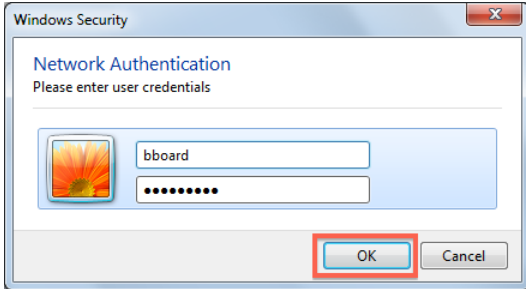 Windows Security
Network Authentication
Please enter user credentials
bboard
•••••••••
OK Cancel